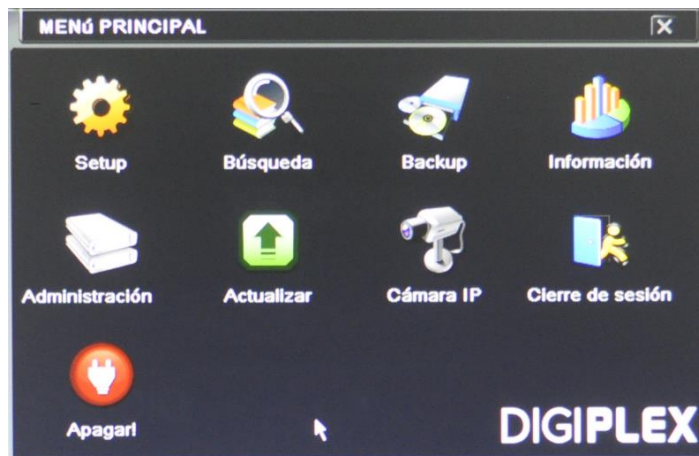 MENú PRINCIPAL
Setup Búsqueda Backup Información
Administración Actualizar Cámara IP Cierre de sesión
Apagar!
DIGIPLEX